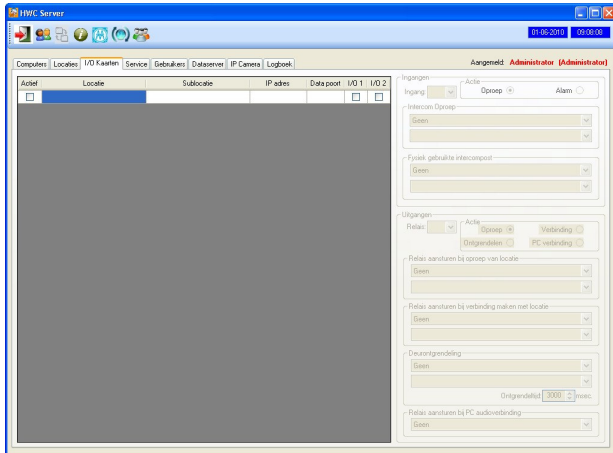 HWC Server
01-06-2010 09:08:08
Computers Locaties I/O Kaarten Service Gebruikers Dataserver IP Camera Logboek
Aangemeld: Administrator (Administrator)
Actief Locatie Sublocatie IP adres Data poort I/O 1 I/O 2
Ingangen
Ingang:
Actie
Oproep Alarm
Intercom Oproep
Geen
Fysiek gebruikte intercompost
Geen
Uitgangen
Relais:
Actie
Oproep Verbinding
Ontgrendelen PC verbinding
Relais aansturen bij oproep van locatie
Geen
Relais aansturen bij verbinding maken met locatie
Geen
Deurontgrendeling
Geen
Ontgrendeltijd: 3000 msec.
Relais aansturen bij PC audioverbinding
Geen